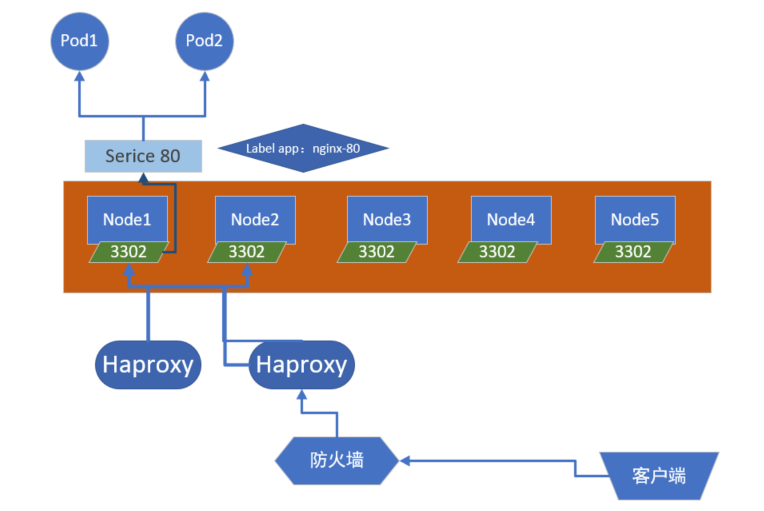 Pod1
Pod2
Serice 80
Label app：nginx-80
Node1
Node2
Node3
Node4
Node5
3302
3302
3302
3302
3302
Haproxy
Haproxy
防火墙
客户端